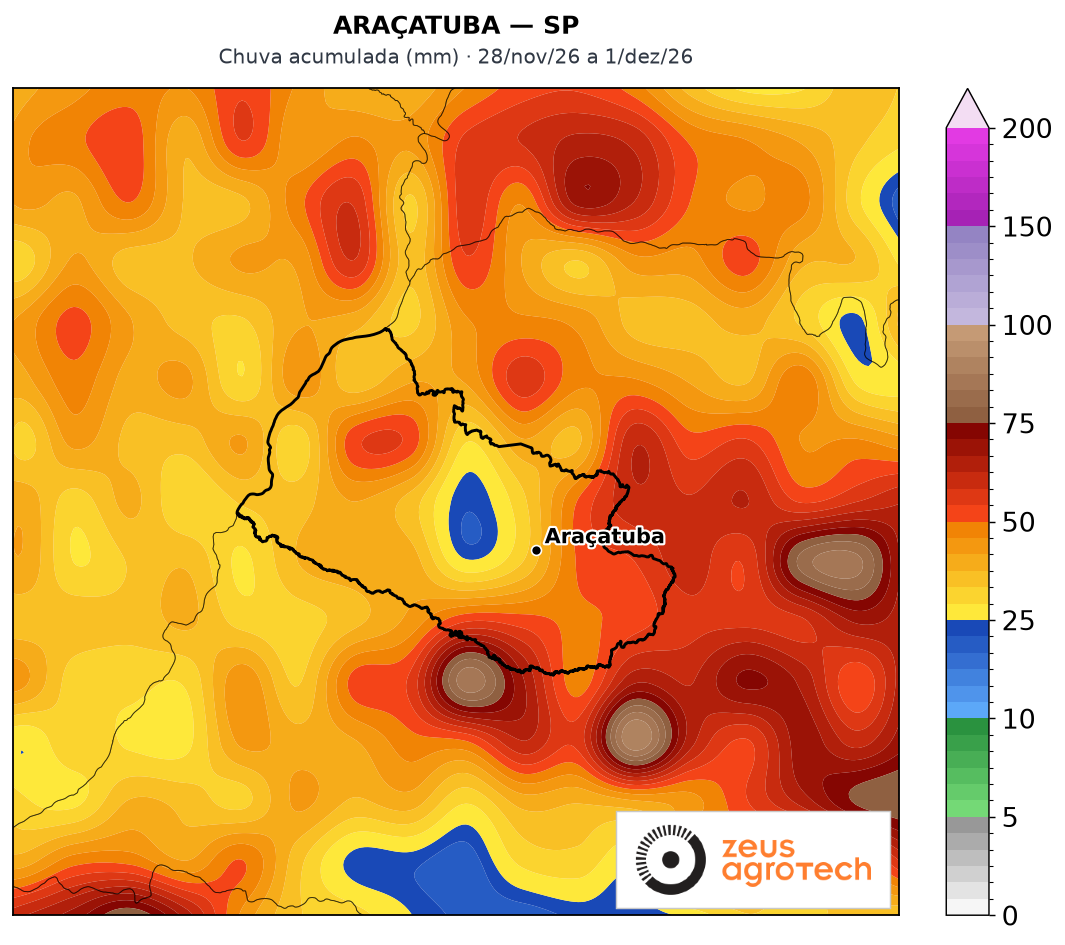 ARAÇATUBA — SP
Chuva acumulada (mm) · 28/nov/26 a 1/dez/26
Araçatuba
200
150
100
75
50
25
10
5
0
zeus
agroTech